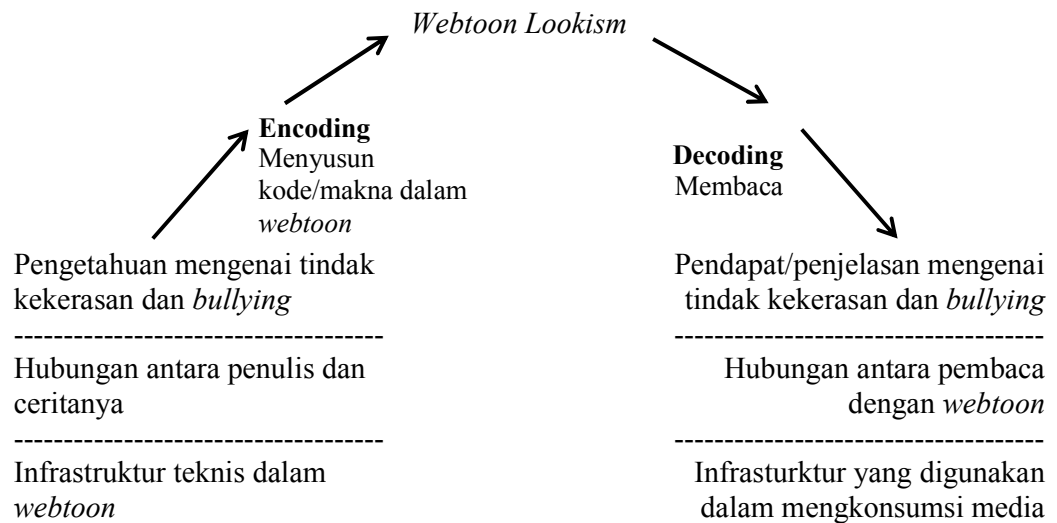 Webtoon Lookism
Encoding
Menyusun
kode/makna dalam
webtoon
Decoding
Membaca
Pengetahuan mengenai tindak
kekerasan dan bullying
---------------------------------------
Hubungan antara penulis dan
ceritanya
---------------------------------------
Infrastruktur teknis dalam
webtoon
Pendapat/penjelasan mengenai
tindak kekerasan dan bullying
---------------------------------------
Hubungan antara pembaca
dengan webtoon
---------------------------------------
Infrasturktur yang digunakan
dalam mengkonsumsi media